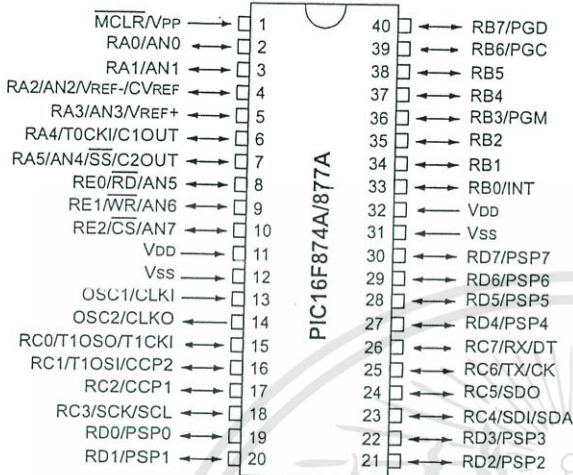 MCLR/VPP 1
RA0/AN0 2
RA1/AN1 3
RA2/AN2/VREF-/CVREF 4
RA3/AN3/VREF+ 5
RA4/T0CKI/C1OUT 6
RA5/AN4/SS/C2OUT 7
RE0/RD/AN5 8
RE1/WR/AN6 9
RE2/CS/AN7 10
VDD 11
VSS 12
OSC1/CLKI 13
OSC2/CLKO 14
RC0/T1OSO/T1CKI 15
RC1/T1OSI/CCP2 16
RC2/CCP1 17
RC3/SCK/SCL 18
RD0/PSP0 19
RD1/PSP1 20
PIC16F874A/877A
40 RB7/PGD
39 RB6/PGC
38 RB5
37 RB4
36 RB3/PGM
35 RB2
34 RB1
33 RB0/INT
32 VDD
31 VSS
30 RD7/PSP7
29 RD6/PSP6
28 RD5/PSP5
27 RD4/PSP4
26 RC7/RX/DT
25 RC6/TX/CK
24 RC5/SDO
23 RC4/SDI/SDA
22 RD3/PSP3
21 RD2/PSP2